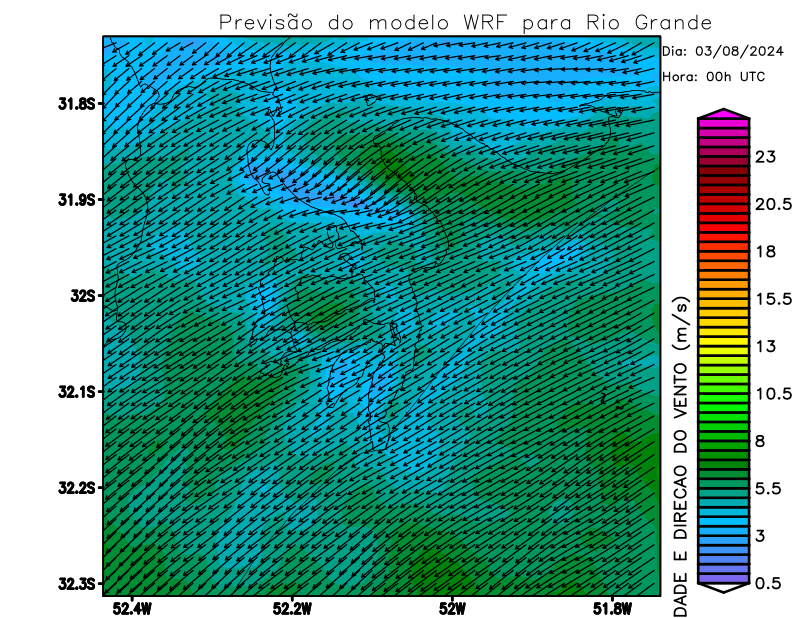 Previsão do modelo WRF para Rio Grande
Dia: 03/08/2024
Hora: 00h UTC
31.8S
31.9S
32S
32.1S
32.2S
32.3S
52.4W
52.2W
52W
51.8W
DADE E DIRECAO DO VENTO (m/s)
23
20.5
18
15.5
13
10.5
8
5.5
3
0.5